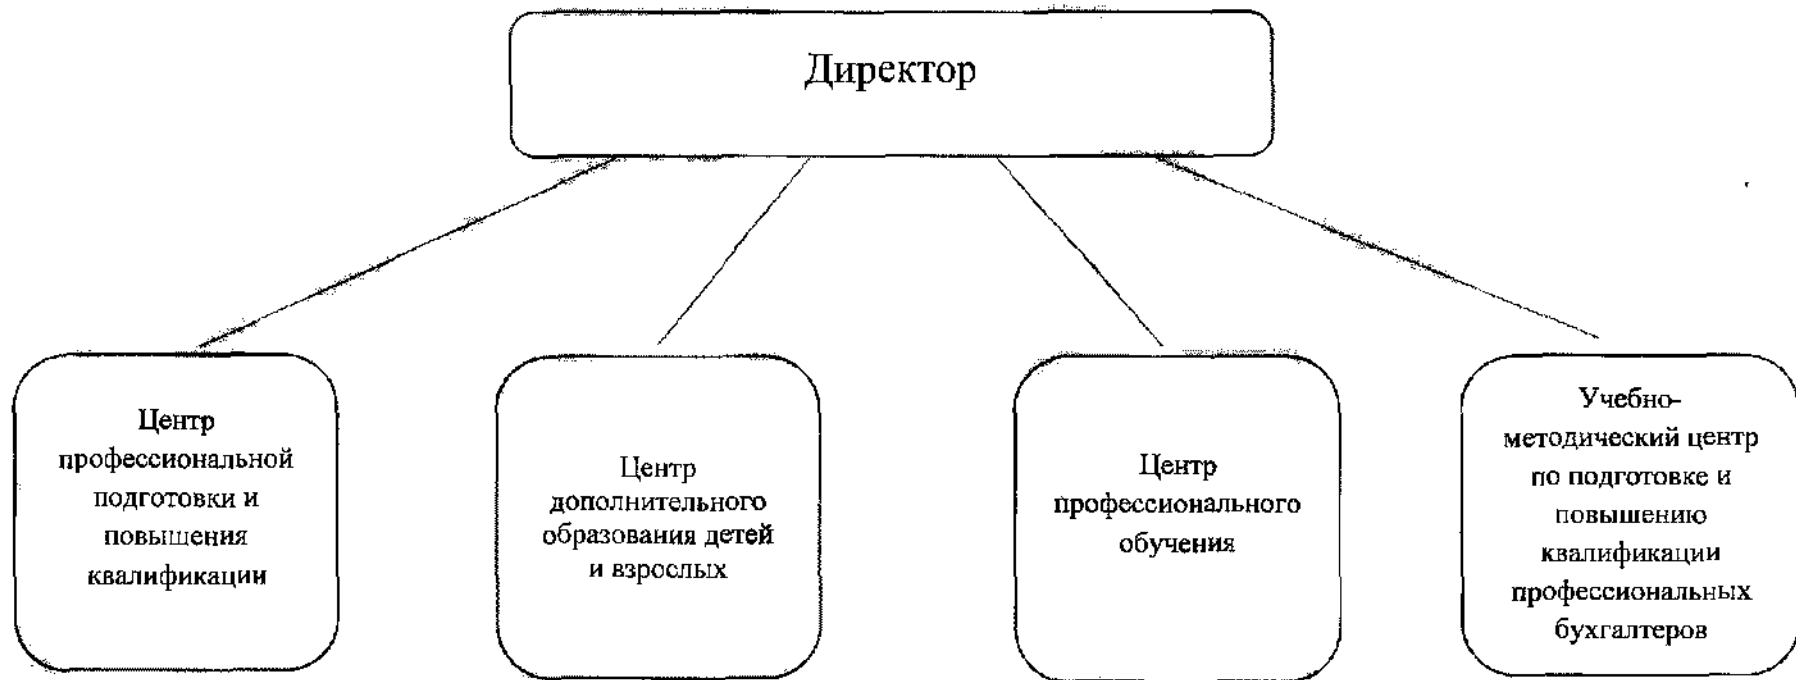 Директор
Центр
профессиональной
подготовки и
повышения
квалификации
Центр
дополнительного
образования детей
и взрослых
Центр
профессионального
обучения
Учебно-
методический центр
по подготовке и
повышению
квалификации
профессиональных
бухгалтеров